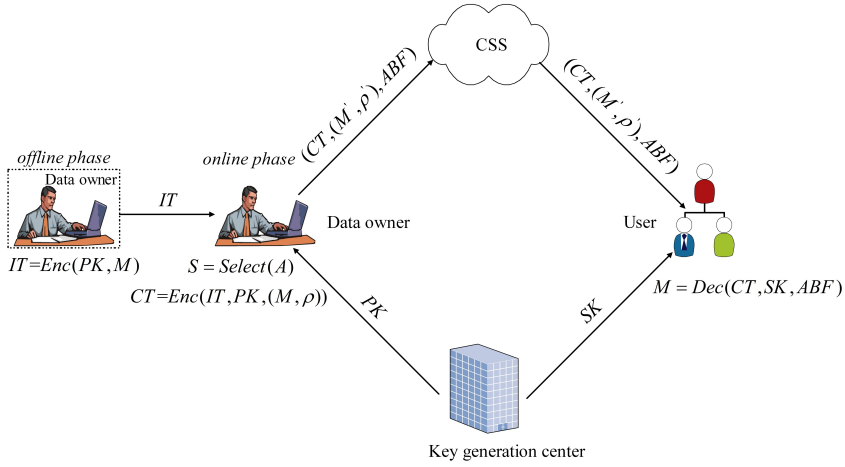 CSS
(CT,(M',ρ'),ABF)
(CT,(M',ρ'),ABF)
offline phase
online phase
Data owner
IT
Data owner
User
IT=Enc(PK,M)
S=Select(A)
CT=Enc(IT,PK,(M,ρ))
M=Dec(CT,SK,ABF)
PK
SK
Key generation center